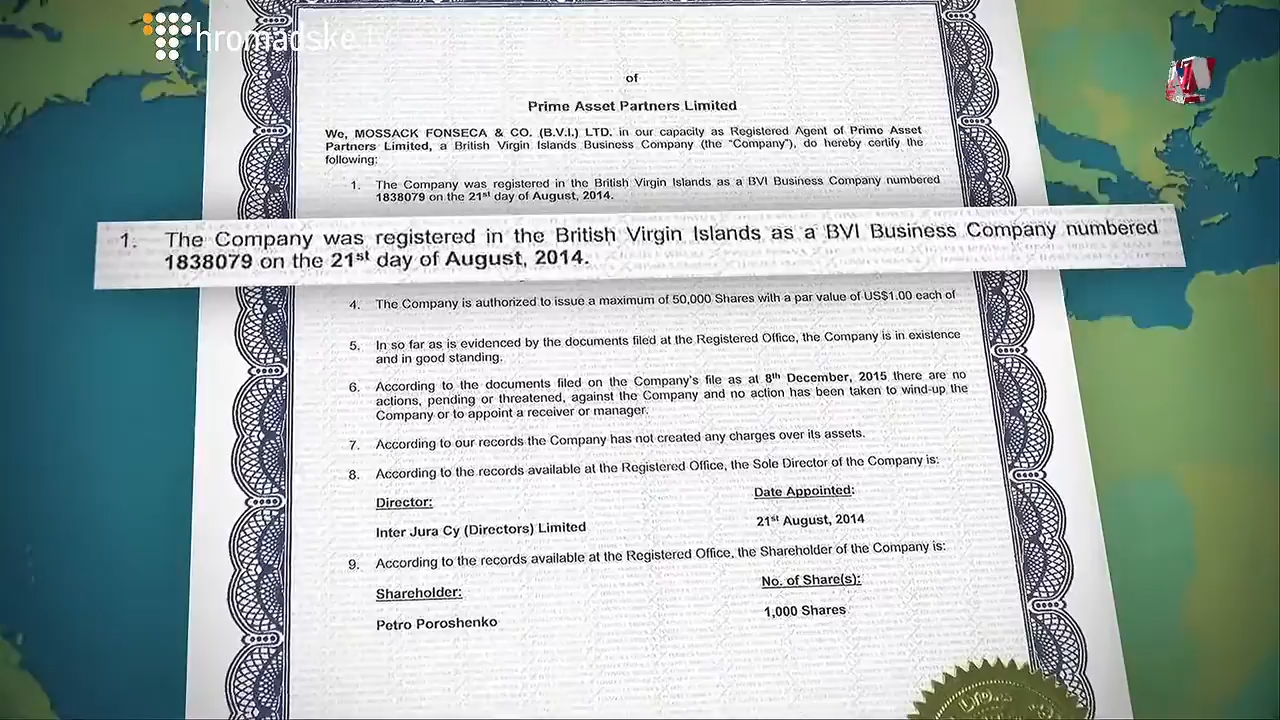 hromadske
of
Prime Asset Partners Limited
We, MOSSACK FONSECA & CO. (B.V.I.) LTD. in our capacity as Registered Agent of Prime Asset
Partners Limited, a British Virgin Islands Business Company (the "Company"), do hereby certify the
following:
1. The Company was registered in the British Virgin Islands as a BVI Business Company numbered
1838079 on the 21st day of August, 2014.
1. The Company was registered in the British Virgin Islands as a BVI Business Company numbered
1838079 on the 21st day of August, 2014.
4. The Company is authorized to issue a maximum of 50,000 Shares with a par value of US$1.00 each of
5. In so far as is evidenced by the documents filed at the Registered Office, the Company is in existence
and in good standing.
6. According to the documents filed on the Company's file as at 8th December, 2015 there are no
actions, pending or threatened, against the Company and no action has been taken to wind-up the
Company or to appoint a receiver or manager.
7. According to our records the Company has not created any charges over its assets.
8. According to the records available at the Registered Office, the Sole Director of the Company is:
Director: Date Appointed:
Inter Jura Cy (Directors) Limited 21st August, 2014
9. According to the records available at the Registered Office, the Shareholder of the Company is:
Shareholder: No. of Share(s):
Petro Poroshenko 1,000 Shares